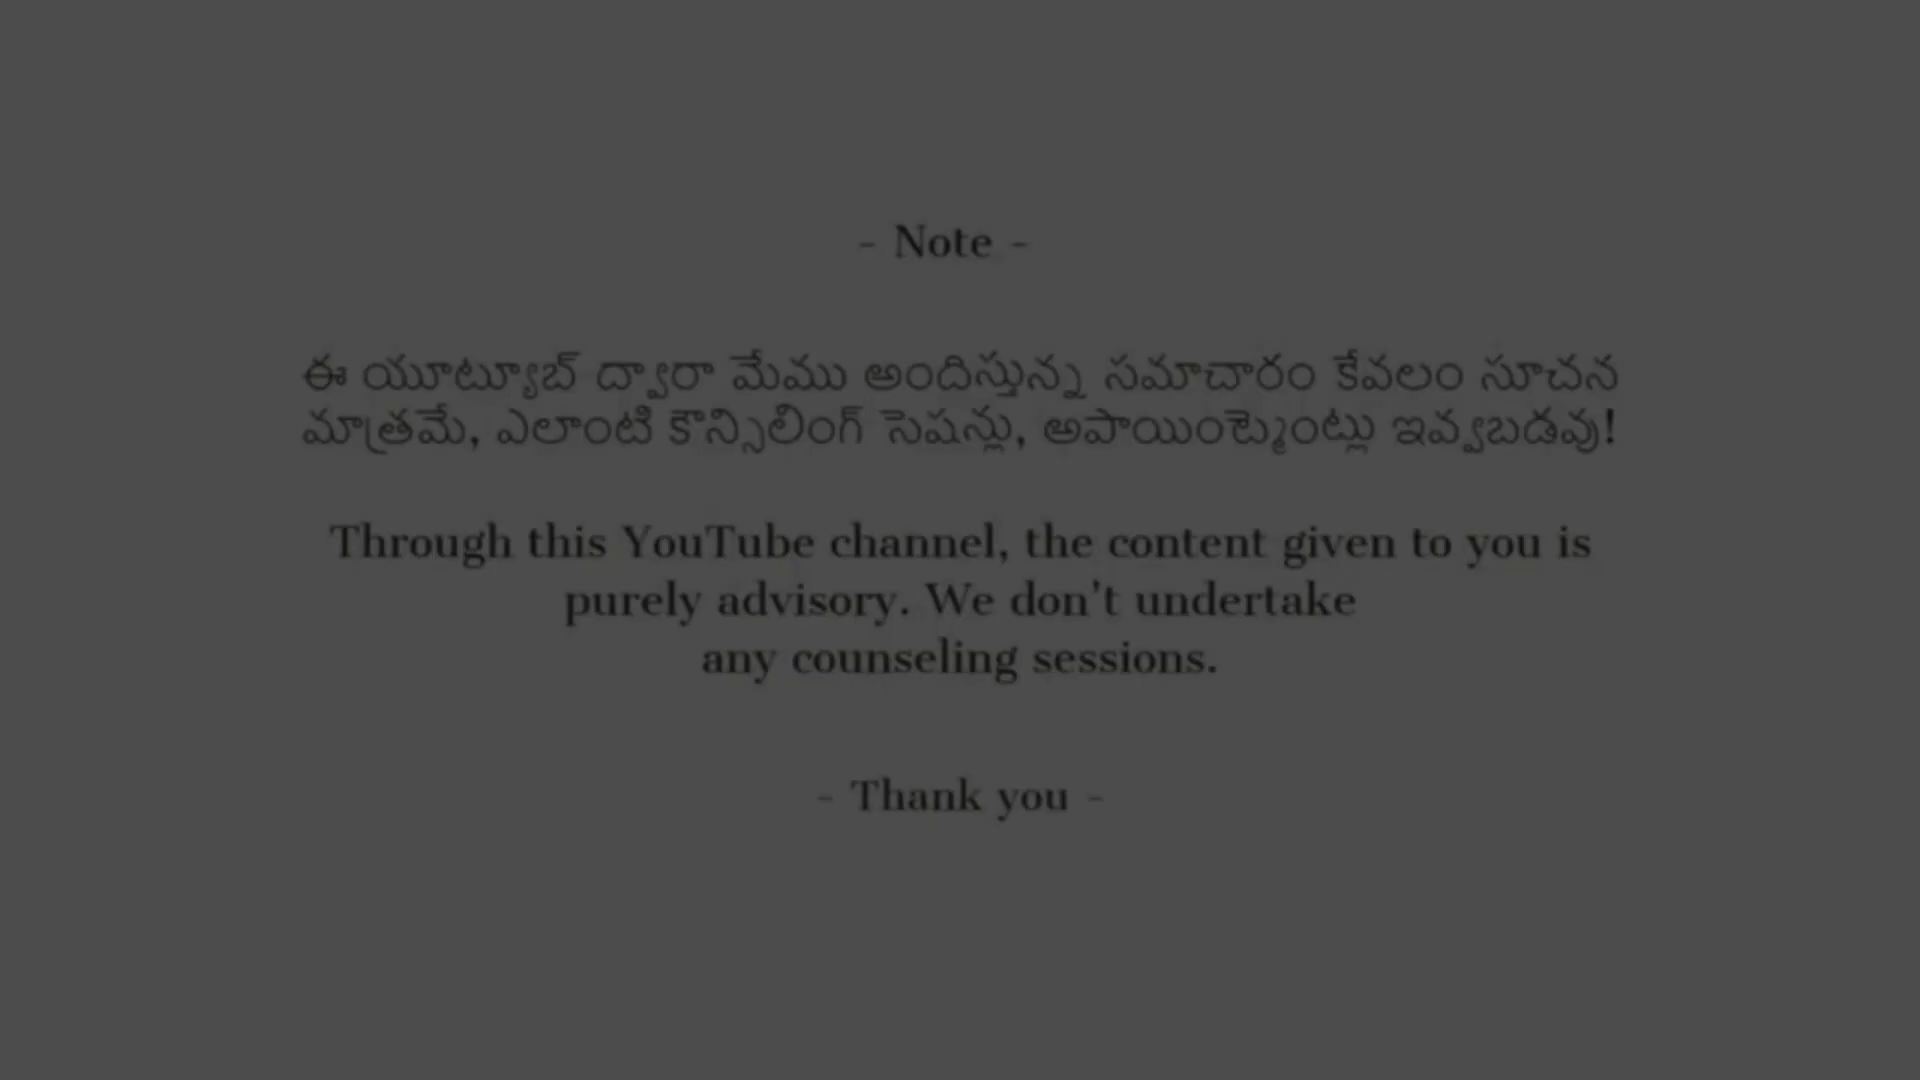 - Note -
ఈ యూట్యూబ్ ద్వారా మేము అందిస్తున్న సమాచారం కేవలం సూచన
మాత్రమే, ఎలాంటి కౌన్సిలింగ్ సెషన్లు, అపాయింట్మెంట్లు ఇవ్వబడవు!
Through this YouTube channel, the content given to you is
purely advisory. We don't undertake
any counseling sessions.
- Thank you -